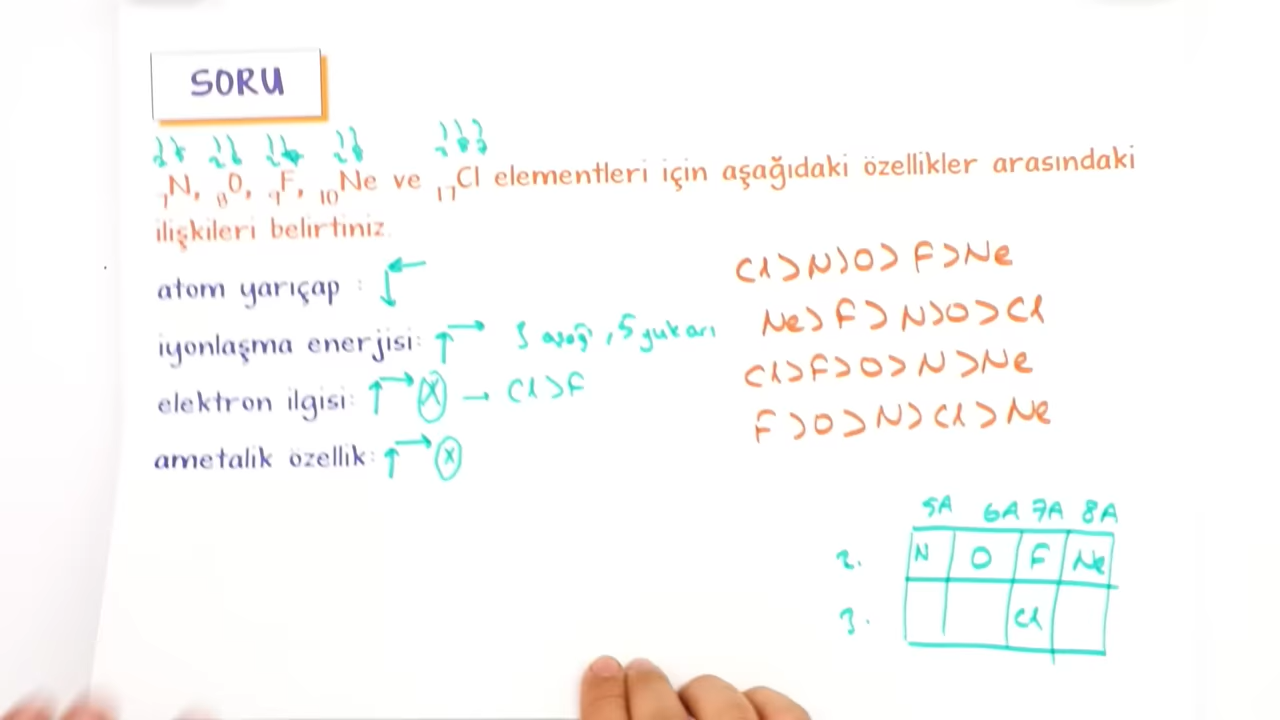 SORU
7N, 8O, 9F, 10Ne ve 17Cl elementleri için aşağıdaki özellikler arasındaki
ilişkileri belirtiniz.
atom yarıçap : Cl>N>O>F>Ne
iyonlaşma enerjisi: 3 aşağı, 5 yukarı Ne>F>N>O>Cl
elektron ilgisi: X → Cl>F Cl>F>O>N>Ne
ametalik özellik: X F>O>N>Cl>Ne
5A 6A 7A 8A
2. N O F Ne
3. Cl